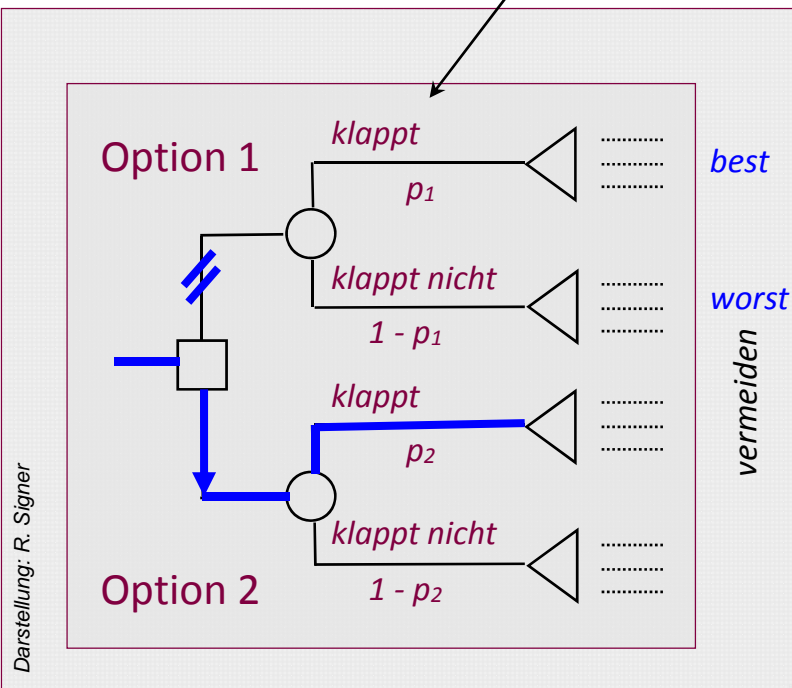 Option 1
klappt
p1
best
klappt nicht
1 - p1
worst
vermeiden
klappt
p2
klappt nicht
1 - p2
Option 2
Darstellung: R. Signer